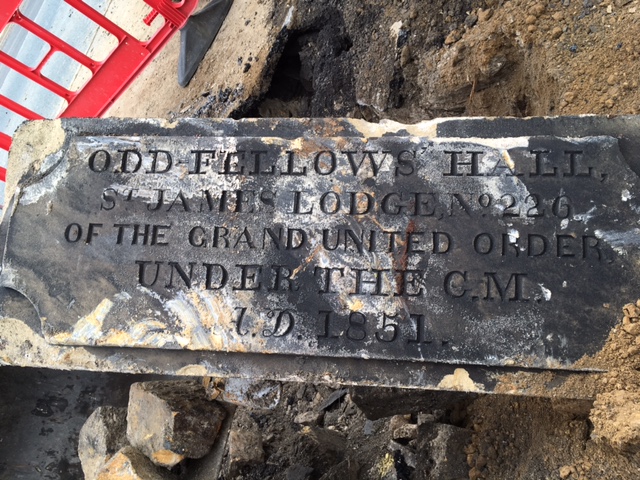 ODD-FELLOWS' HALL,
ST JAMES LODGE, NO. 226
OF THE GRAND UNITED ORDER,
UNDER THE C.M.
A.D. 1851.